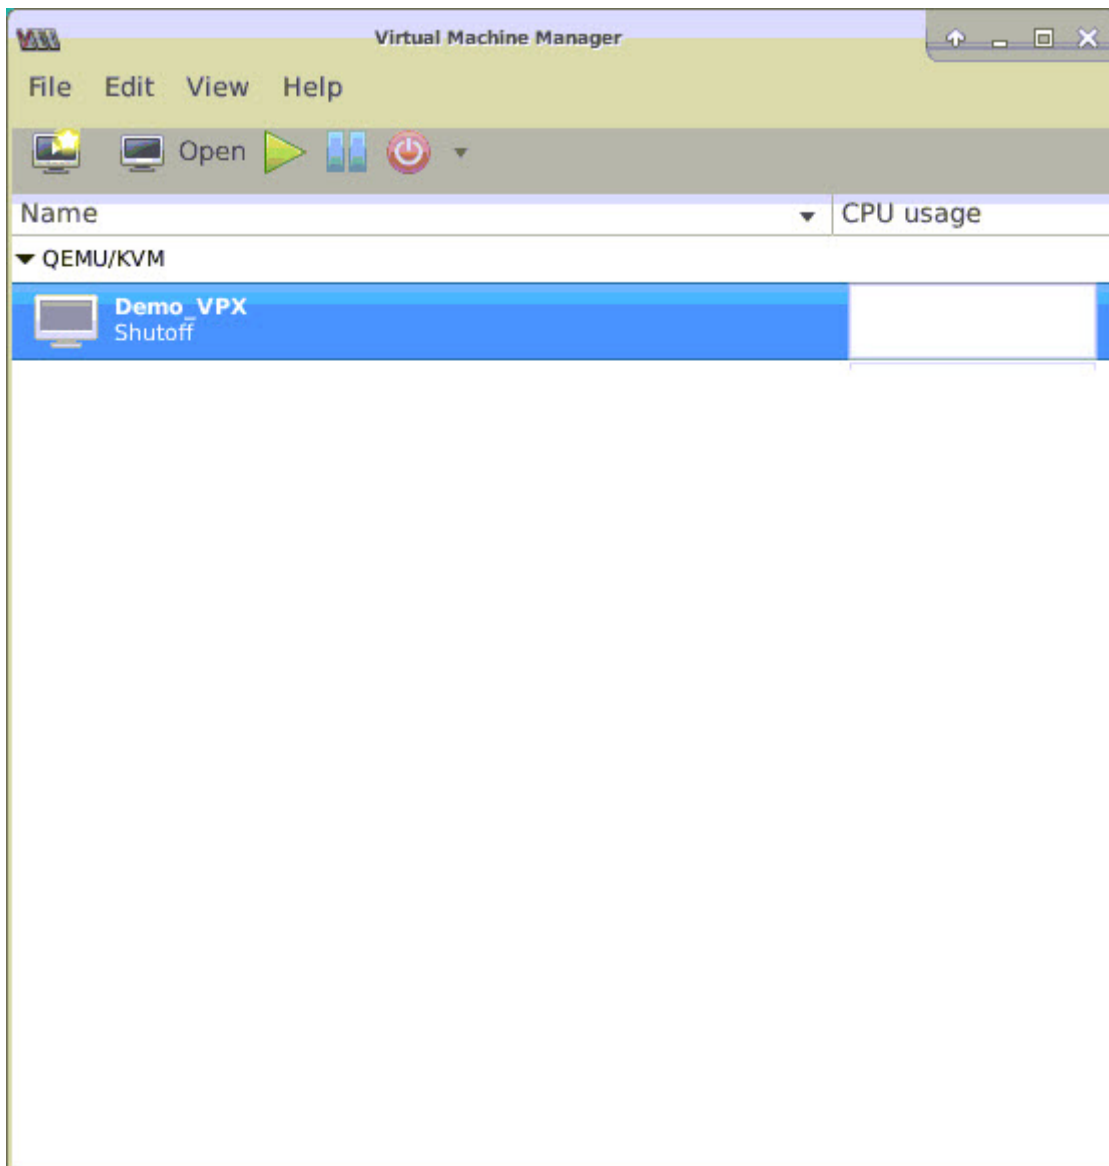 Virtual Machine Manager
File Edit View Help
Open
Name CPU usage
QEMU/KVM
Demo_VPX
Shutoff